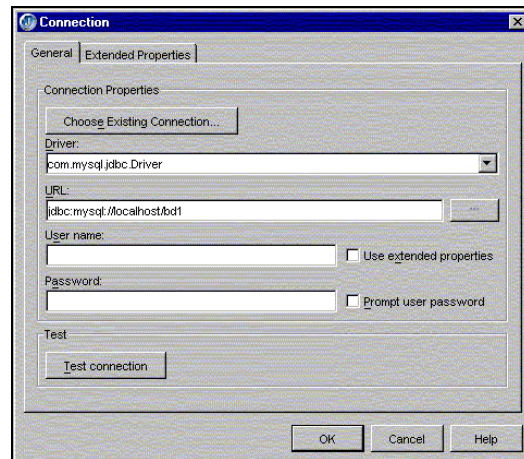 Connection
General Extended Properties
Connection Properties
Choose Existing Connection...
Driver:
com.mysql.jdbc.Driver
URL:
jdbc:mysql://localhost/bd1
...
User name:
Use extended properties
Password:
Prompt user password
Test
Test connection
OK Cancel Help